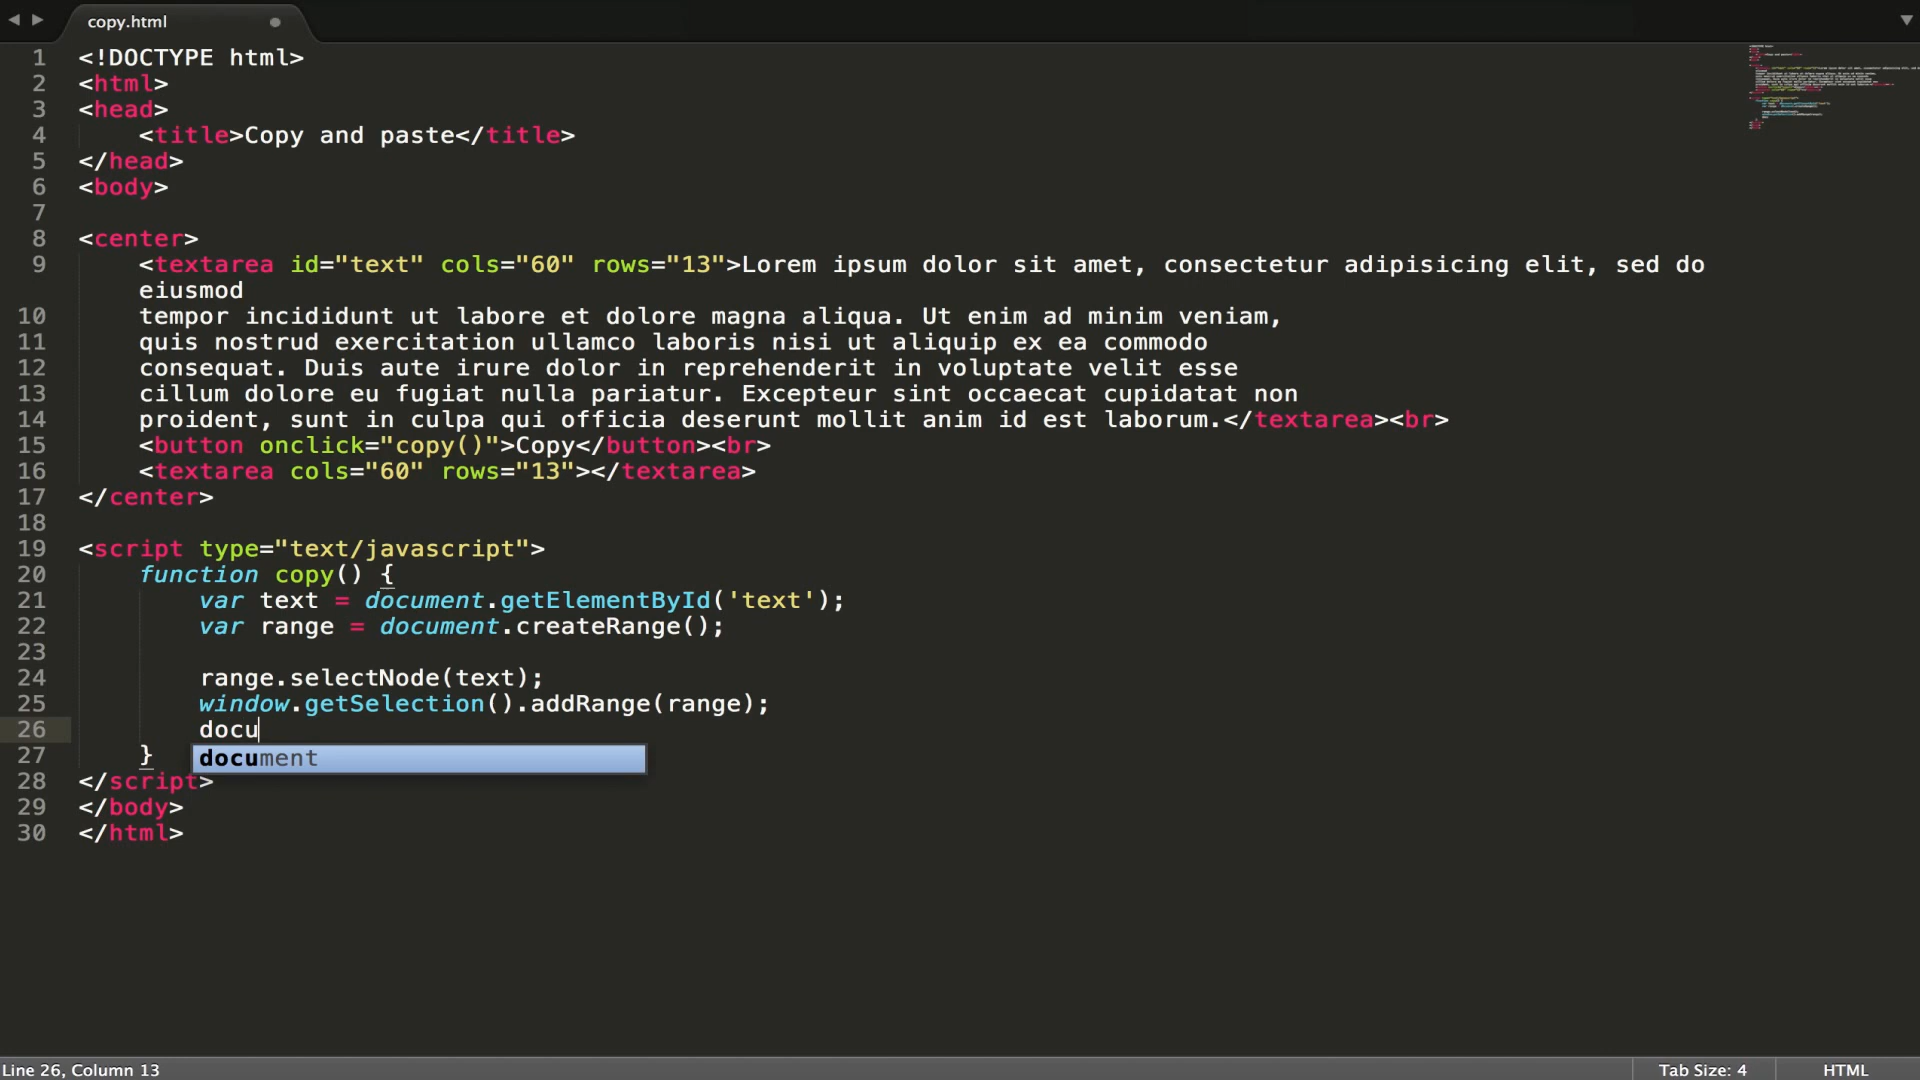 copy.html
1 <!DOCTYPE html>
2 <html>
3 <head>
4     <title>Copy and paste</title>
5 </head>
6 <body>
7
8 <center>
9     <textarea id="text" cols="60" rows="13">Lorem ipsum dolor sit amet, consectetur adipisicing elit, sed do
eiusmod
10     tempor incididunt ut labore et dolore magna aliqua. Ut enim ad minim veniam,
11     quis nostrud exercitation ullamco laboris nisi ut aliquip ex ea commodo
12     consequat. Duis aute irure dolor in reprehenderit in voluptate velit esse
13     cillum dolore eu fugiat nulla pariatur. Excepteur sint occaecat cupidatat non
14     proident, sunt in culpa qui officia deserunt mollit anim id est laborum.</textarea><br>
15     <button onclick="copy()">Copy</button><br>
16     <textarea cols="60" rows="13"></textarea>
17 </center>
18
19 <script type="text/javascript">
20     function copy() {
21         var text = document.getElementById('text');
22         var range = document.createRange();
23
24         range.selectNode(text);
25         window.getSelection().addRange(range);
26         docu
27     }
document
28 </script>
29 </body>
30 </html>
Line 26, Column 13
Tab Size: 4
HTML